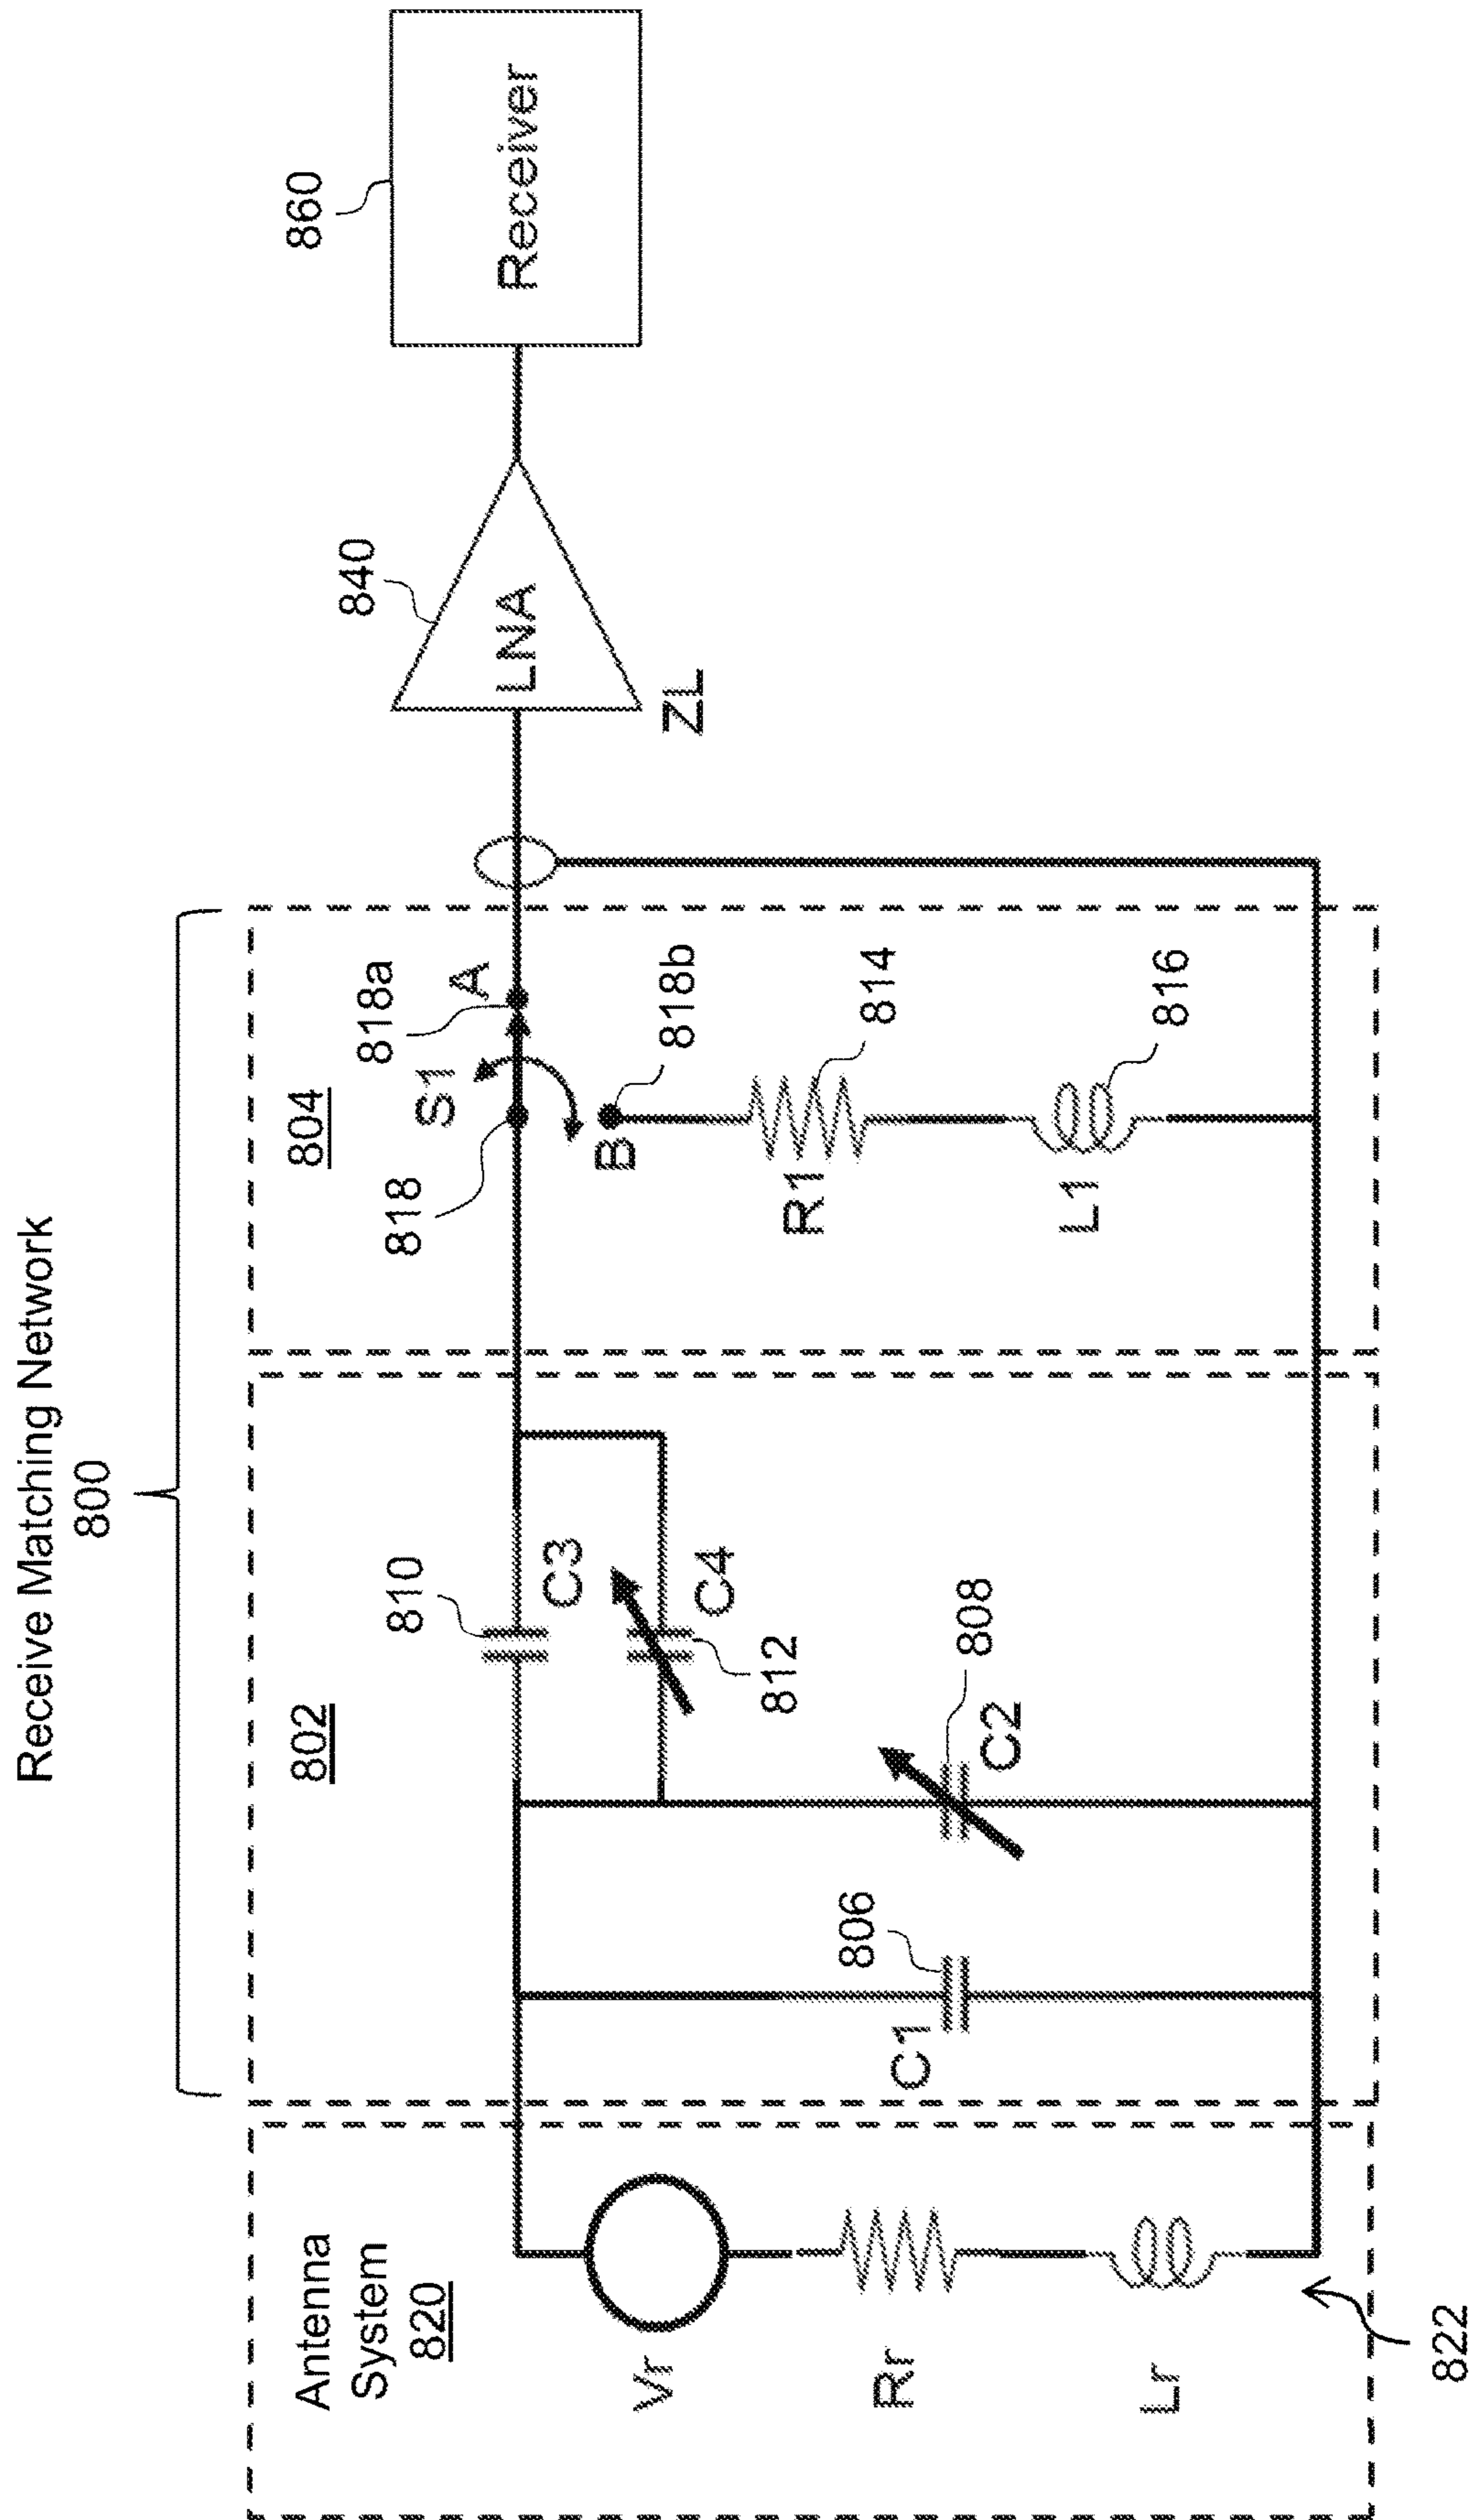 Receive Matching Network
800
Antenna
System
820
802
804
Vr
Rr
Lr
822
C1
806
C2
808
810
C3
C4
812
818
S1
818a
A
B
818b
R1
814
L1
816
LNA
840
ZL
Receiver
860